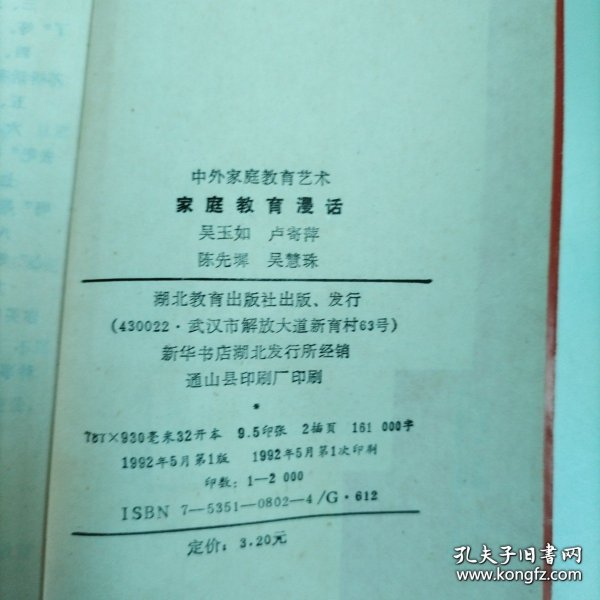 中外家庭教育艺术
家庭教育漫话
吴玉如 卢寄萍
陈先墀 吴慧珠
湖北教育出版社出版、发行
(430022·武汉市解放大道新育村63号)
新华书店湖北发行所经销
通山县印刷厂印刷
*
787×930毫米32开本 9.5印张 2插页 161 000字
1992年5月第1版 1992年5月第1次印刷
印数:1—2 000
ISBN 7—5351—0802—4/G·612
定价:3.20元
孔夫子旧书网
www.kongfz.com